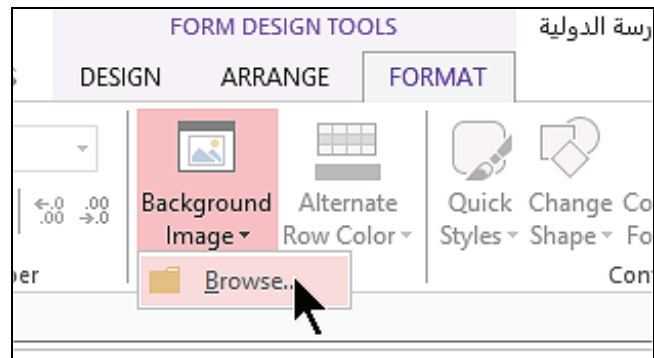 FORM DESIGN TOOLS
رسة الدولية
DESIGN ARRANGE FORMAT
Background Image
Alternate Row Color
Quick Styles
Change Shape
Browse...